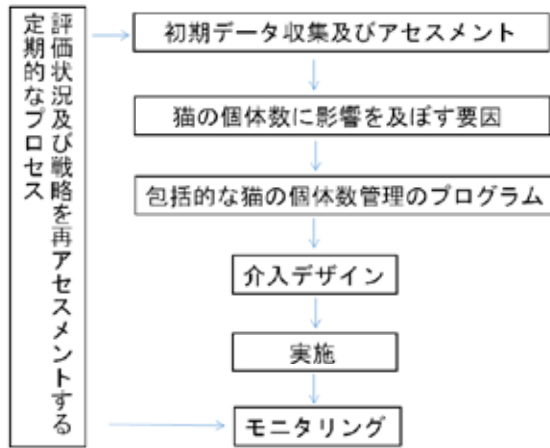 評価状況及び戦略を再アセスメントする
定期的なプロセス
初期データ収集及びアセスメント
猫の個体数に影響を及ぼす要因
包括的な猫の個体数管理のプログラム
介入デザイン
実施
モニタリング